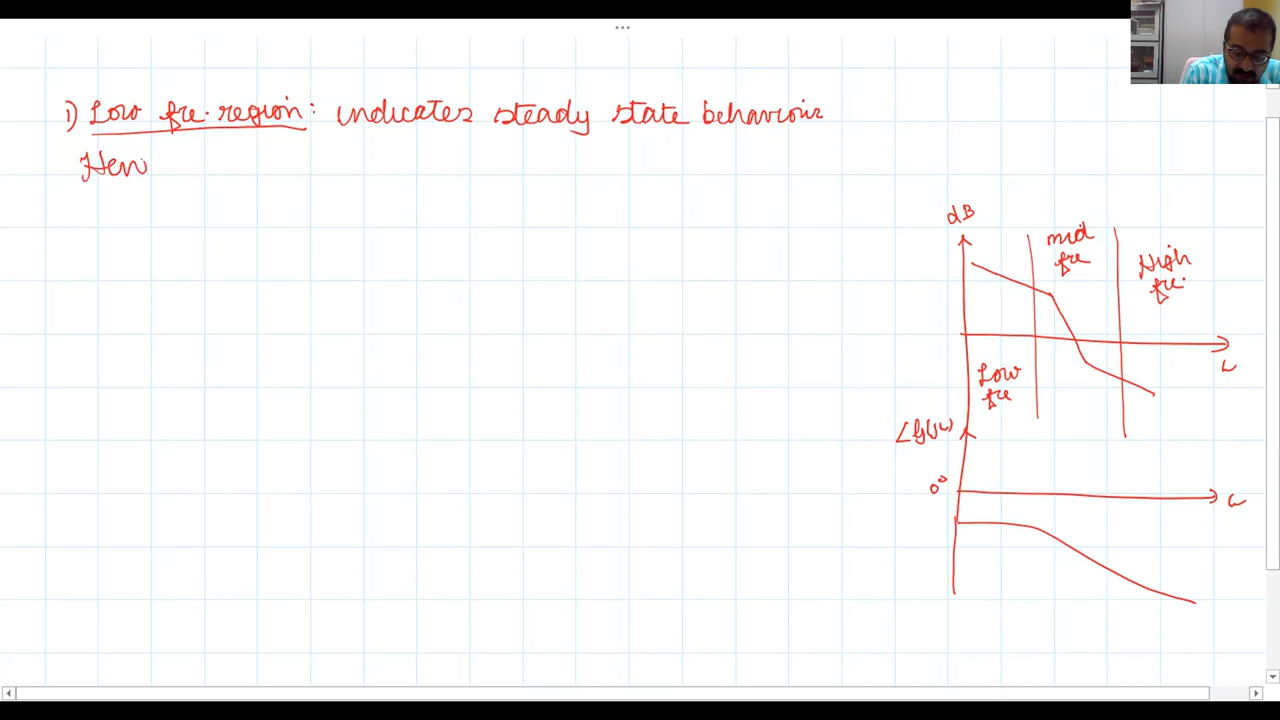 1) Low fre. region: indicates steady state behaviour
Hen
dB
mid
fre
High
fre.
Low
fre
∠G(jω)
0°
ω